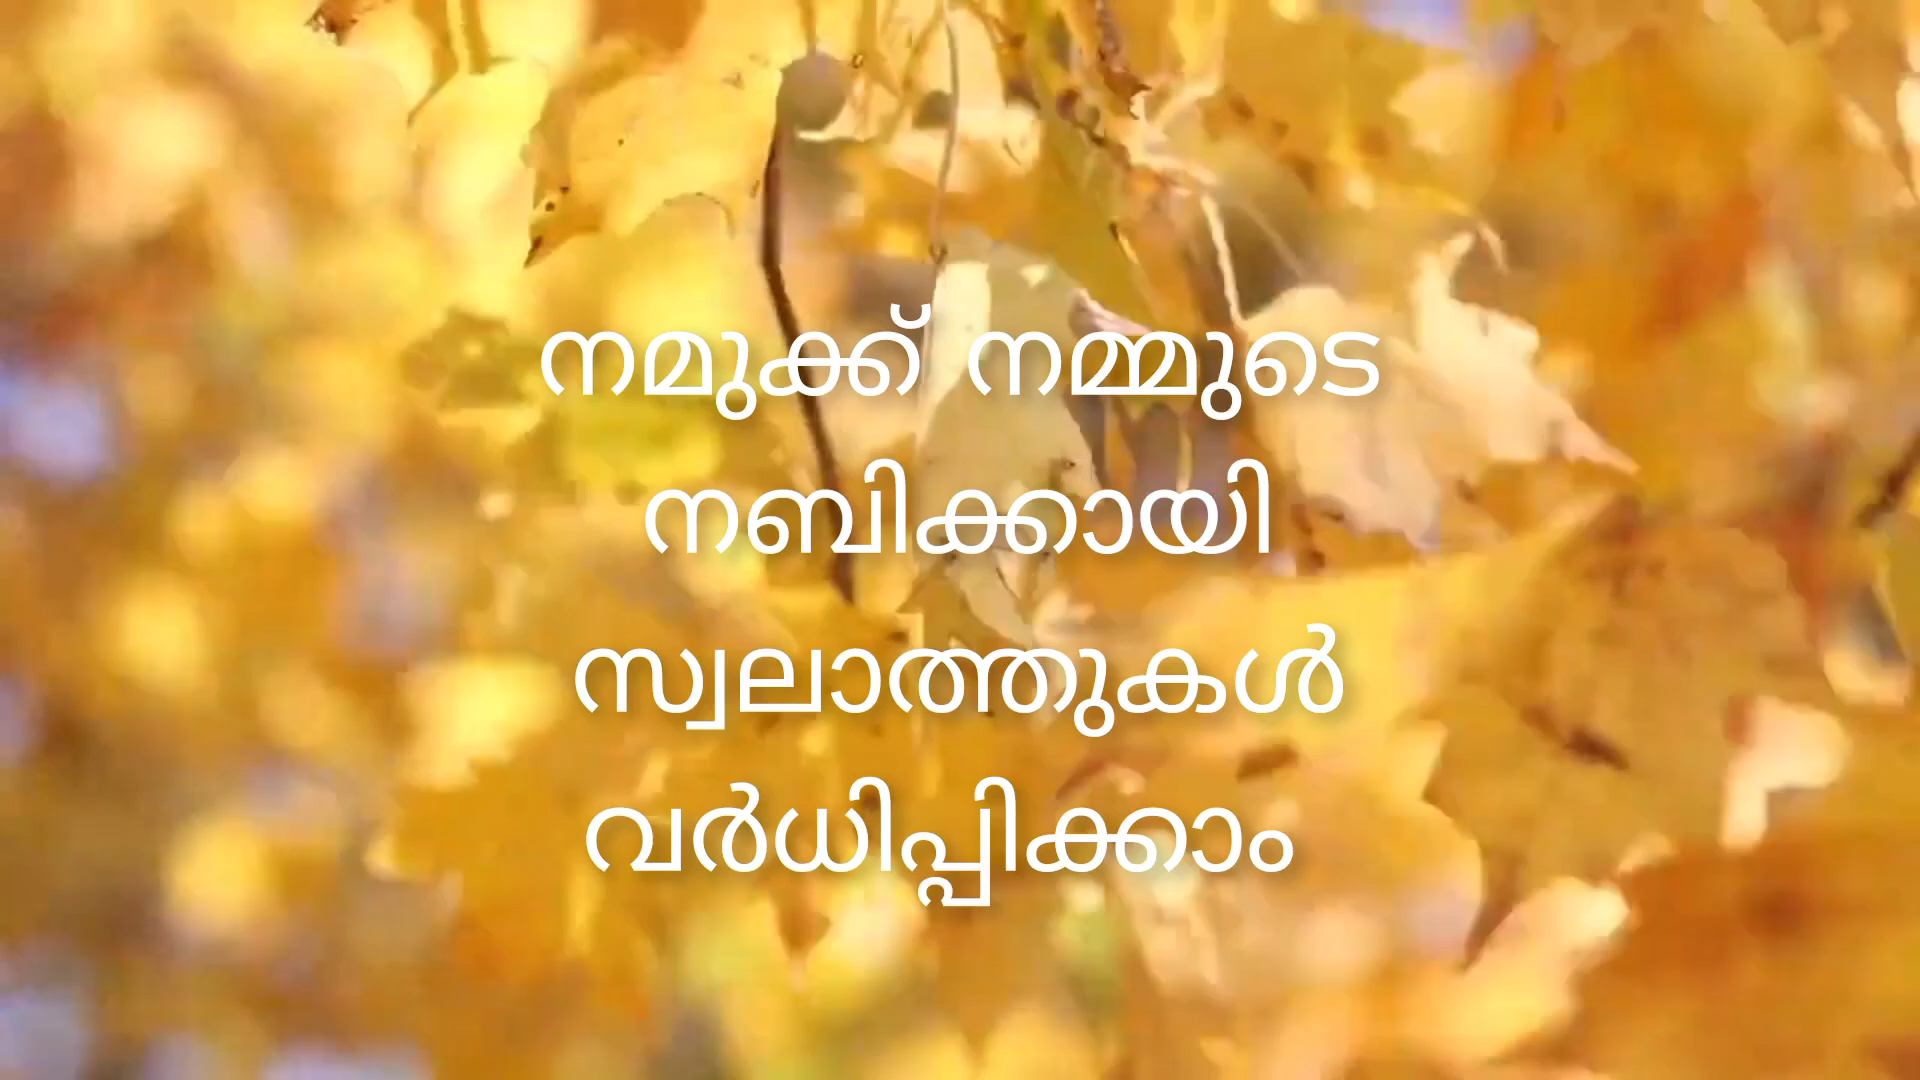 നമുക്ക് നമ്മുടെ
നബിക്കായി
സ്വലാത്തുകൾ
വർധിപ്പിക്കാം